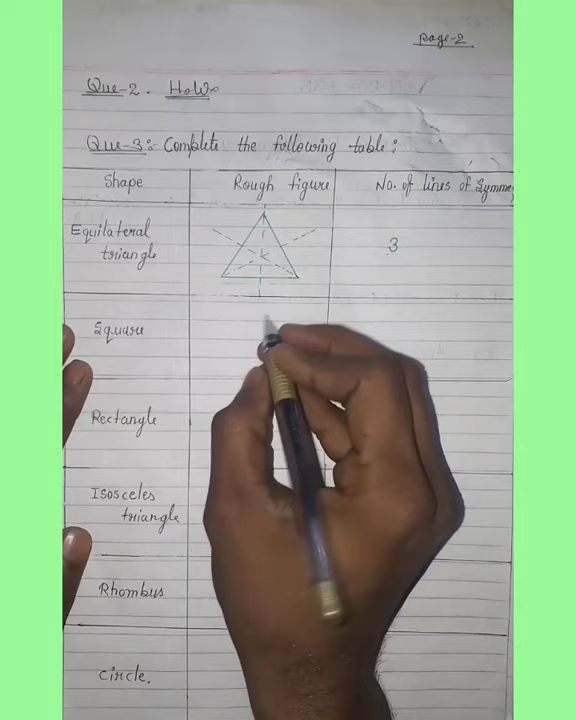 page-2
Que-2. H.W.
Que-3:- Complete the following table:
Shape Rough figure No. of lines of Symme
Equilateral
triangle
3
Square
Rectangle
Isosceles
triangle
Rhombus
Circle.